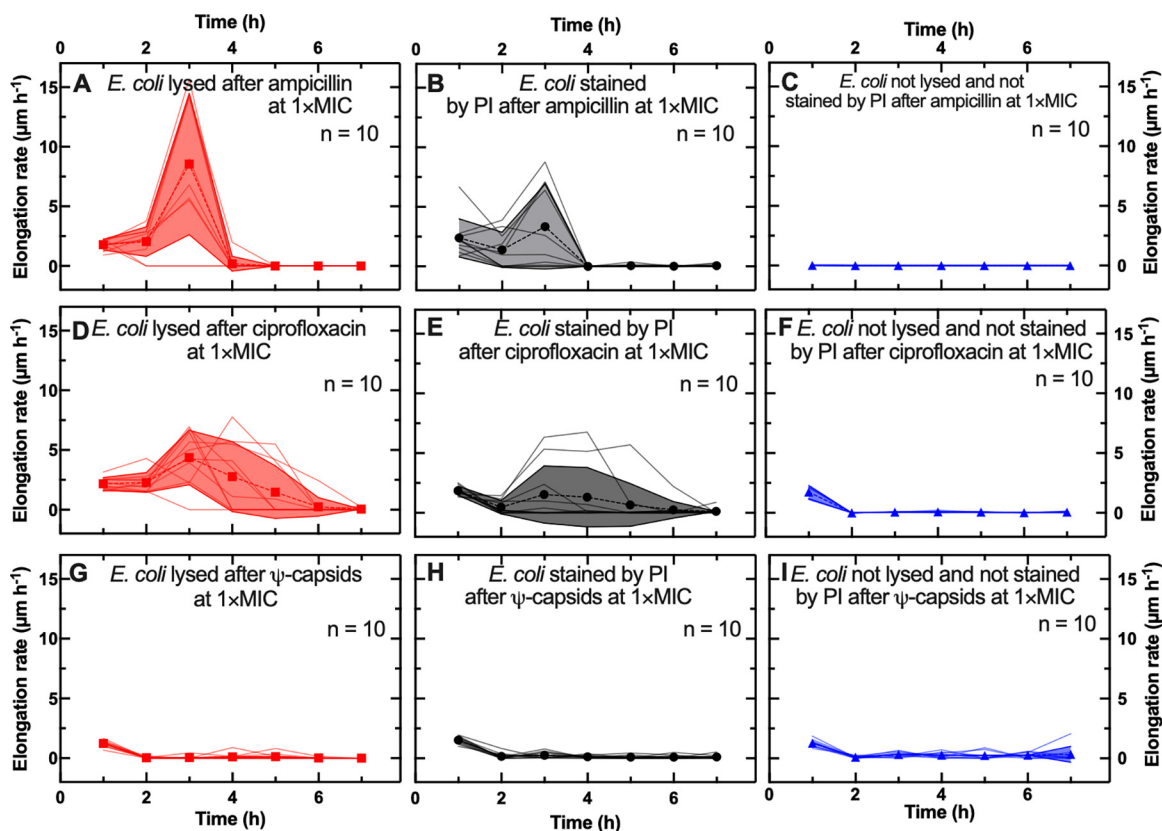 Time (h)
Time (h)
Time (h)
0 2 4 6 0 2 4 6 0 2 4 6
A E. coli lysed after ampicillin
at 1×MIC
n = 10
B E. coli stained
by PI after ampicillin at 1×MIC
n = 10
C E. coli not lysed and not
stained by PI after ampicillin at 1×MIC
n = 10
Elongation rate (µm h⁻¹)
15
10
5
0
Elongation rate (µm h⁻¹)
15
10
5
0
D E. coli lysed after ciprofloxacin
at 1×MIC
n = 10
E E. coli stained by PI
after ciprofloxacin at 1×MIC
n = 10
F E. coli not lysed and not stained
by PI after ciprofloxacin at 1×MIC
n = 10
Elongation rate (µm h⁻¹)
15
10
5
0
Elongation rate (µm h⁻¹)
15
10
5
0
G E. coli lysed after ψ-capsids
at 1×MIC
n = 10
H E. coli stained by PI
after ψ-capsids at 1×MIC
n = 10
I E. coli not lysed and not stained
by PI after ψ-capsids at 1×MIC
n = 10
Elongation rate (µm h⁻¹)
15
10
5
0
Elongation rate (µm h⁻¹)
15
10
5
0
0 2 4 6 0 2 4 6 0 2 4 6
Time (h)
Time (h)
Time (h)